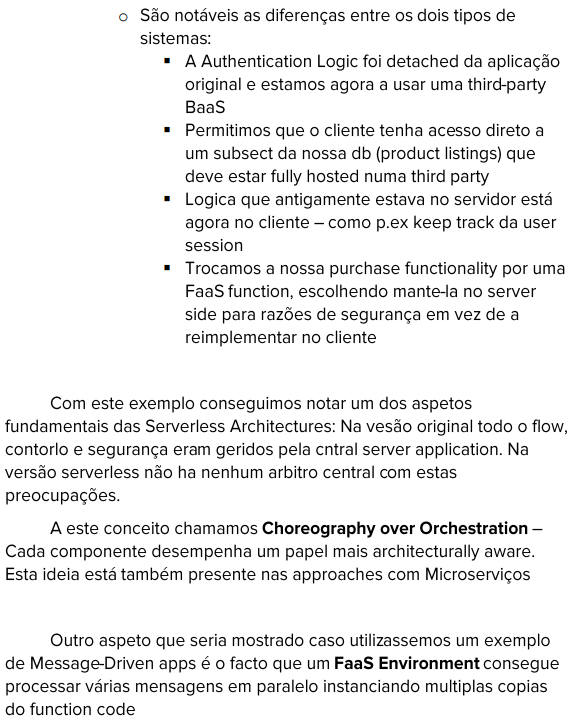 ○ São notáveis as diferenças entre os dois tipos de
sistemas:
▪ A Authentication Logic foi detached da aplicação
original e estamos agora a usar uma third-party
BaaS
▪ Permitimos que o cliente tenha acesso direto a
um subsect da nossa db (product listings) que
deve estar fully hosted numa third party
▪ Logica que antigamente estava no servidor está
agora no cliente – como p.ex keep track da user
session
▪ Trocamos a nossa purchase functionality por uma
FaaS function, escolhendo mante-la no server
side para razões de segurança em vez de a
reimplementar no cliente
Com este exemplo conseguimos notar um dos aspetos
fundamentais das Serverless Architectures: Na vesão original todo o flow,
contorlo e segurança eram geridos pela cntral server application. Na
versão serverless não ha nenhum arbitro central com estas
preocupações.
A este conceito chamamos Choreography over Orchestration –
Cada componente desempenha um papel mais architecturally aware.
Esta ideia está também presente nas approaches com Microserviços
Outro aspeto que seria mostrado caso utilizassemos um exemplo
de Message-Driven apps é o facto que um FaaS Environment consegue
processar várias mensagens em paralelo instanciando multiplas copias
do function code